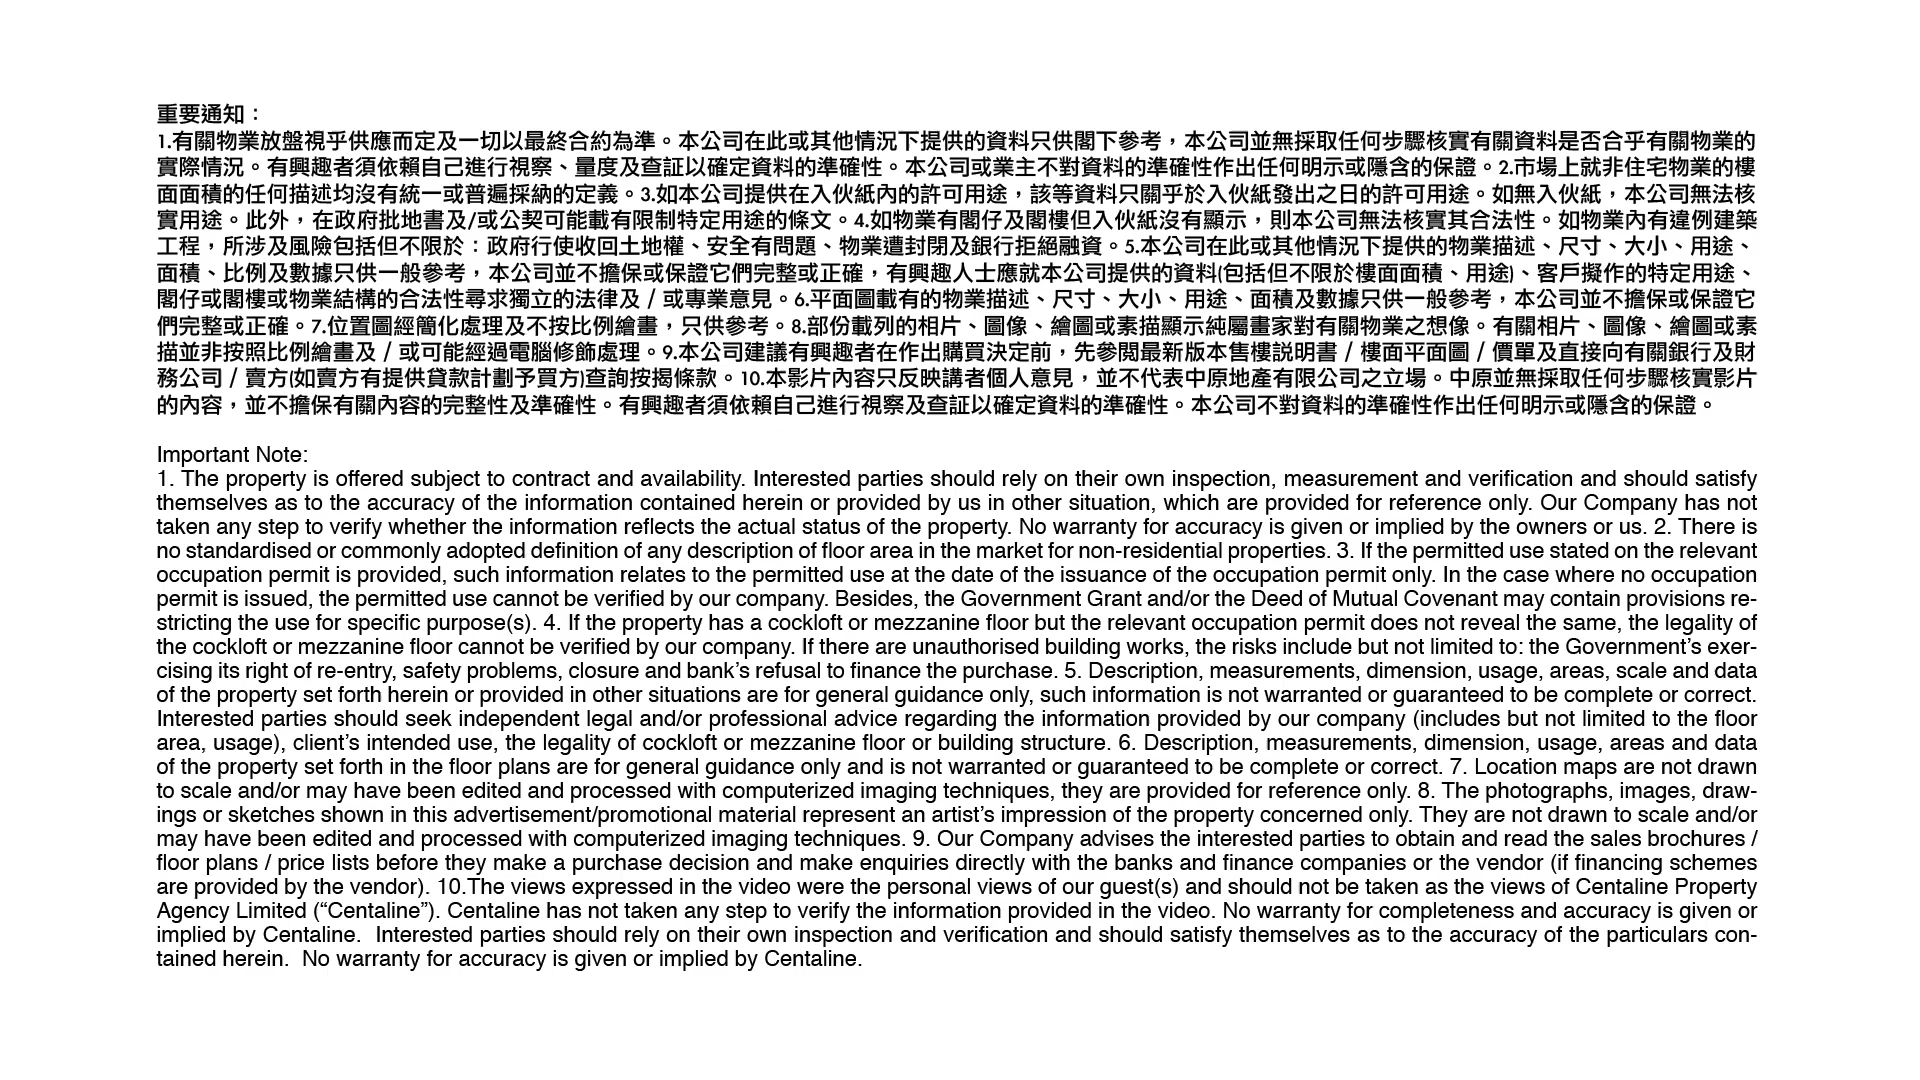 重要通知：
1.有關物業放盤視乎供應而定及一切以最終合約為準。本公司在此或其他情況下提供的資料只供閣下參考，本公司並無採取任何步驟核實有關資料是否合乎有關物業的
實際情況。有興趣者須依賴自己進行視察、量度及查証以確定資料的準確性。本公司或業主不對資料的準確性作出任何明示或隱含的保證。2.市場上就非住宅物業的樓
面面積的任何描述均沒有統一或普遍採納的定義。3.如本公司提供在入伙紙內的許可用途，該等資料只關乎於入伙紙發出之日的許可用途。如無入伙紙，本公司無法核
實用途。此外，在政府批地書及/或公契可能載有限制特定用途的條文。4.如物業有閣仔及閣樓但入伙紙沒有顯示，則本公司無法核實其合法性。如物業內有違例建築
工程，所涉及風險包括但不限於：政府行使收回土地權、安全有問題、物業遭封閉及銀行拒絕融資。5.本公司在此或其他情況下提供的物業描述、尺寸、大小、用途、
面積、比例及數據只供一般參考，本公司並不擔保或保證它們完整或正確，有興趣人士應就本公司提供的資料(包括但不限於樓面面積、用途)、客戶擬作的特定用途、
閣仔或閣樓或物業結構的合法性尋求獨立的法律及 / 或專業意見。6.平面圖載有的物業描述、尺寸、大小、用途、面積及數據只供一般參考，本公司並不擔保或保證它
們完整或正確。7.位置圖經簡化處理及不按比例繪畫，只供參考。8.部份載列的相片、圖像、繪圖或素描顯示純屬畫家對有關物業之想像。有關相片、圖像、繪圖或素
描並非按照比例繪畫及 / 或可能經過電腦修飾處理。9.本公司建議有興趣者在作出購買決定前，先參閱最新版本售樓説明書 / 樓面平面圖 / 價單及直接向有關銀行及財
務公司 / 賣方(如賣方有提供貸款計劃予買方)查詢按揭條款。10.本影片內容只反映講者個人意見，並不代表中原地產有限公司之立場。中原並無採取任何步驟核實影片
的內容，並不擔保有關內容的完整性及準確性。有興趣者須依賴自己進行視察及查証以確定資料的準確性。本公司不對資料的準確性作出任何明示或隱含的保證。
Important Note:
1. The property is offered subject to contract and availability. Interested parties should rely on their own inspection, measurement and verification and should satisfy
themselves as to the accuracy of the information contained herein or provided by us in other situation, which are provided for reference only. Our Company has not
taken any step to verify whether the information reflects the actual status of the property. No warranty for accuracy is given or implied by the owners or us. 2. There is
no standardised or commonly adopted definition of any description of floor area in the market for non-residential properties. 3. If the permitted use stated on the relevant
occupation permit is provided, such information relates to the permitted use at the date of the issuance of the occupation permit only. In the case where no occupation
permit is issued, the permitted use cannot be verified by our company. Besides, the Government Grant and/or the Deed of Mutual Covenant may contain provisions re-
stricting the use for specific purpose(s). 4. If the property has a cockloft or mezzanine floor but the relevant occupation permit does not reveal the same, the legality of
the cockloft or mezzanine floor cannot be verified by our company. If there are unauthorised building works, the risks include but not limited to: the Government’s exer-
cising its right of re-entry, safety problems, closure and bank’s refusal to finance the purchase. 5. Description, measurements, dimension, usage, areas, scale and data
of the property set forth herein or provided in other situations are for general guidance only, such information is not warranted or guaranteed to be complete or correct.
Interested parties should seek independent legal and/or professional advice regarding the information provided by our company (includes but not limited to the floor
area, usage), client’s intended use, the legality of cockloft or mezzanine floor or building structure. 6. Description, measurements, dimension, usage, areas and data
of the property set forth in the floor plans are for general guidance only and is not warranted or guaranteed to be complete or correct. 7. Location maps are not drawn
to scale and/or may have been edited and processed with computerized imaging techniques, they are provided for reference only. 8. The photographs, images, draw-
ings or sketches shown in this advertisement/promotional material represent an artist’s impression of the property concerned only. They are not drawn to scale and/or
may have been edited and processed with computerized imaging techniques. 9. Our Company advises the interested parties to obtain and read the sales brochures /
floor plans / price lists before they make a purchase decision and make enquiries directly with the banks and finance companies or the vendor (if financing schemes
are provided by the vendor). 10.The views expressed in the video were the personal views of our guest(s) and should not be taken as the views of Centaline Property
Agency Limited (“Centaline”). Centaline has not taken any step to verify the information provided in the video. No warranty for completeness and accuracy is given or
implied by Centaline.  Interested parties should rely on their own inspection and verification and should satisfy themselves as to the accuracy of the particulars con-
tained herein.  No warranty for accuracy is given or implied by Centaline.